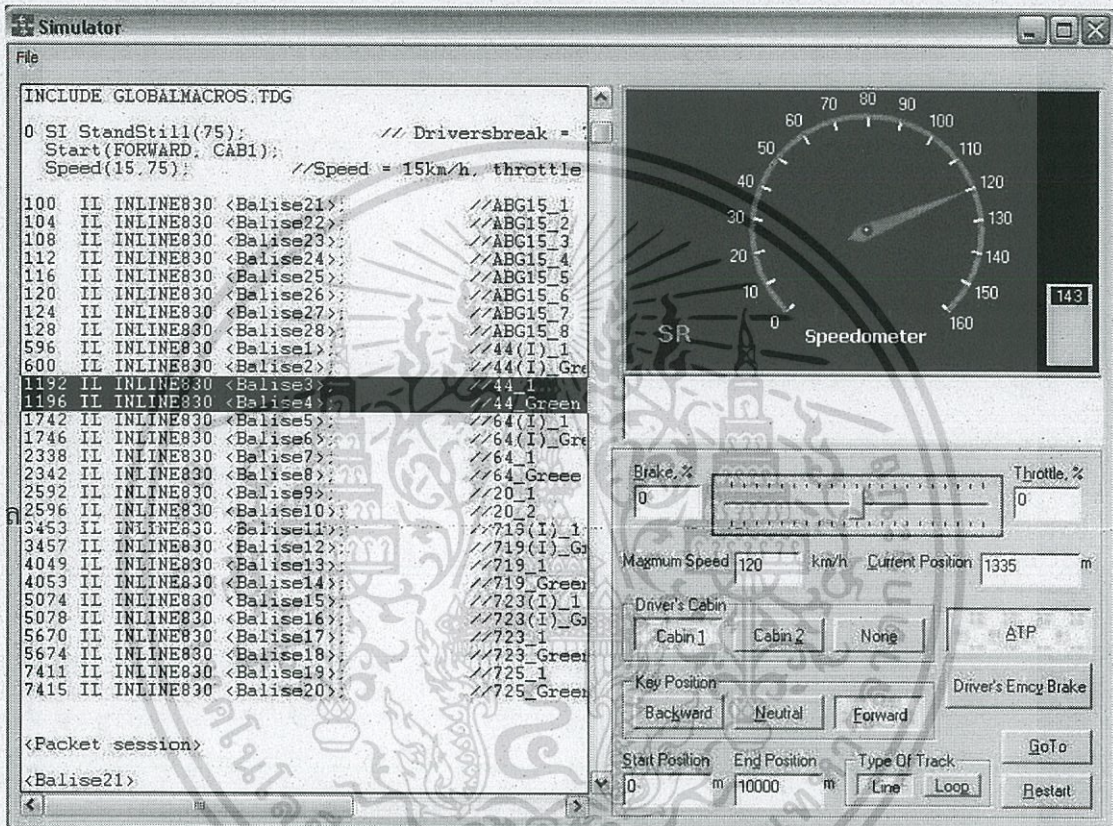 Simulator
File
INCLUDE GLOBALMACROS.TDG
0 SI StandStill(75); // Driversbreak =
Start(FORWARD, CAB1);
Speed(15,75); //Speed = 15km/h, throttle
100 IL INLINE830 <Balise21>; //ABG15_1
104 IL INLINE830 <Balise22>; //ABG15_2
108 IL INLINE830 <Balise23>; //ABG15_3
112 IL INLINE830 <Balise24>; //ABG15_4
116 IL INLINE830 <Balise25>; //ABG15_5
120 IL INLINE830 <Balise26>; //ABG15_6
124 IL INLINE830 <Balise27>; //ABG15_7
128 IL INLINE830 <Balise28>; //ABG15_8
596 IL INLINE830 <Balise1>; //44(I)_1
600 IL INLINE830 <Balise2>; //44(I)_Gre
1192 IL INLINE830 <Balise3>; //44_1
1196 IL INLINE830 <Balise4>; //44_Green
1742 IL INLINE830 <Balise5>; //64(I)_1
1746 IL INLINE830 <Balise6>; //64(I)_Gre
2338 IL INLINE830 <Balise7>; //64_1
2342 IL INLINE830 <Balise8>; //64_Greee
2592 IL INLINE830 <Balise9>; //20_1
2596 IL INLINE830 <Balise10>; //20_2
3453 IL INLINE830 <Balise11>; //719(I)_1
3457 IL INLINE830 <Balise12>; //719(I)_Gr
4049 IL INLINE830 <Balise13>; //719_1
4053 IL INLINE830 <Balise14>; //719_Green
5074 IL INLINE830 <Balise15>; //723(I)_1
5078 IL INLINE830 <Balise16>; //723(I)_Gr
5670 IL INLINE830 <Balise17>; //723_1
5674 IL INLINE830 <Balise18>; //723_Green
7411 IL INLINE830 <Balise19>; //725_1
7415 IL INLINE830 <Balise20>; //725_Green
<Packet session>
<Balise21>
0 10 20 30 40 50 60 70 80 90 100 110 120 130 140 150 160
SR
Speedometer
143
Brake, %
0
Throttle, %
0
Maximum Speed 120 km/h Current Position 1335 m
Driver's Cabin
Cabin 1 Cabin 2 None
ATP
Key Position
Backward Neutral Forward
Driver's Emcy Brake
Start Position 0 m
End Position 10000 m
Type Of Track
Line Loop
GoTo
Restart